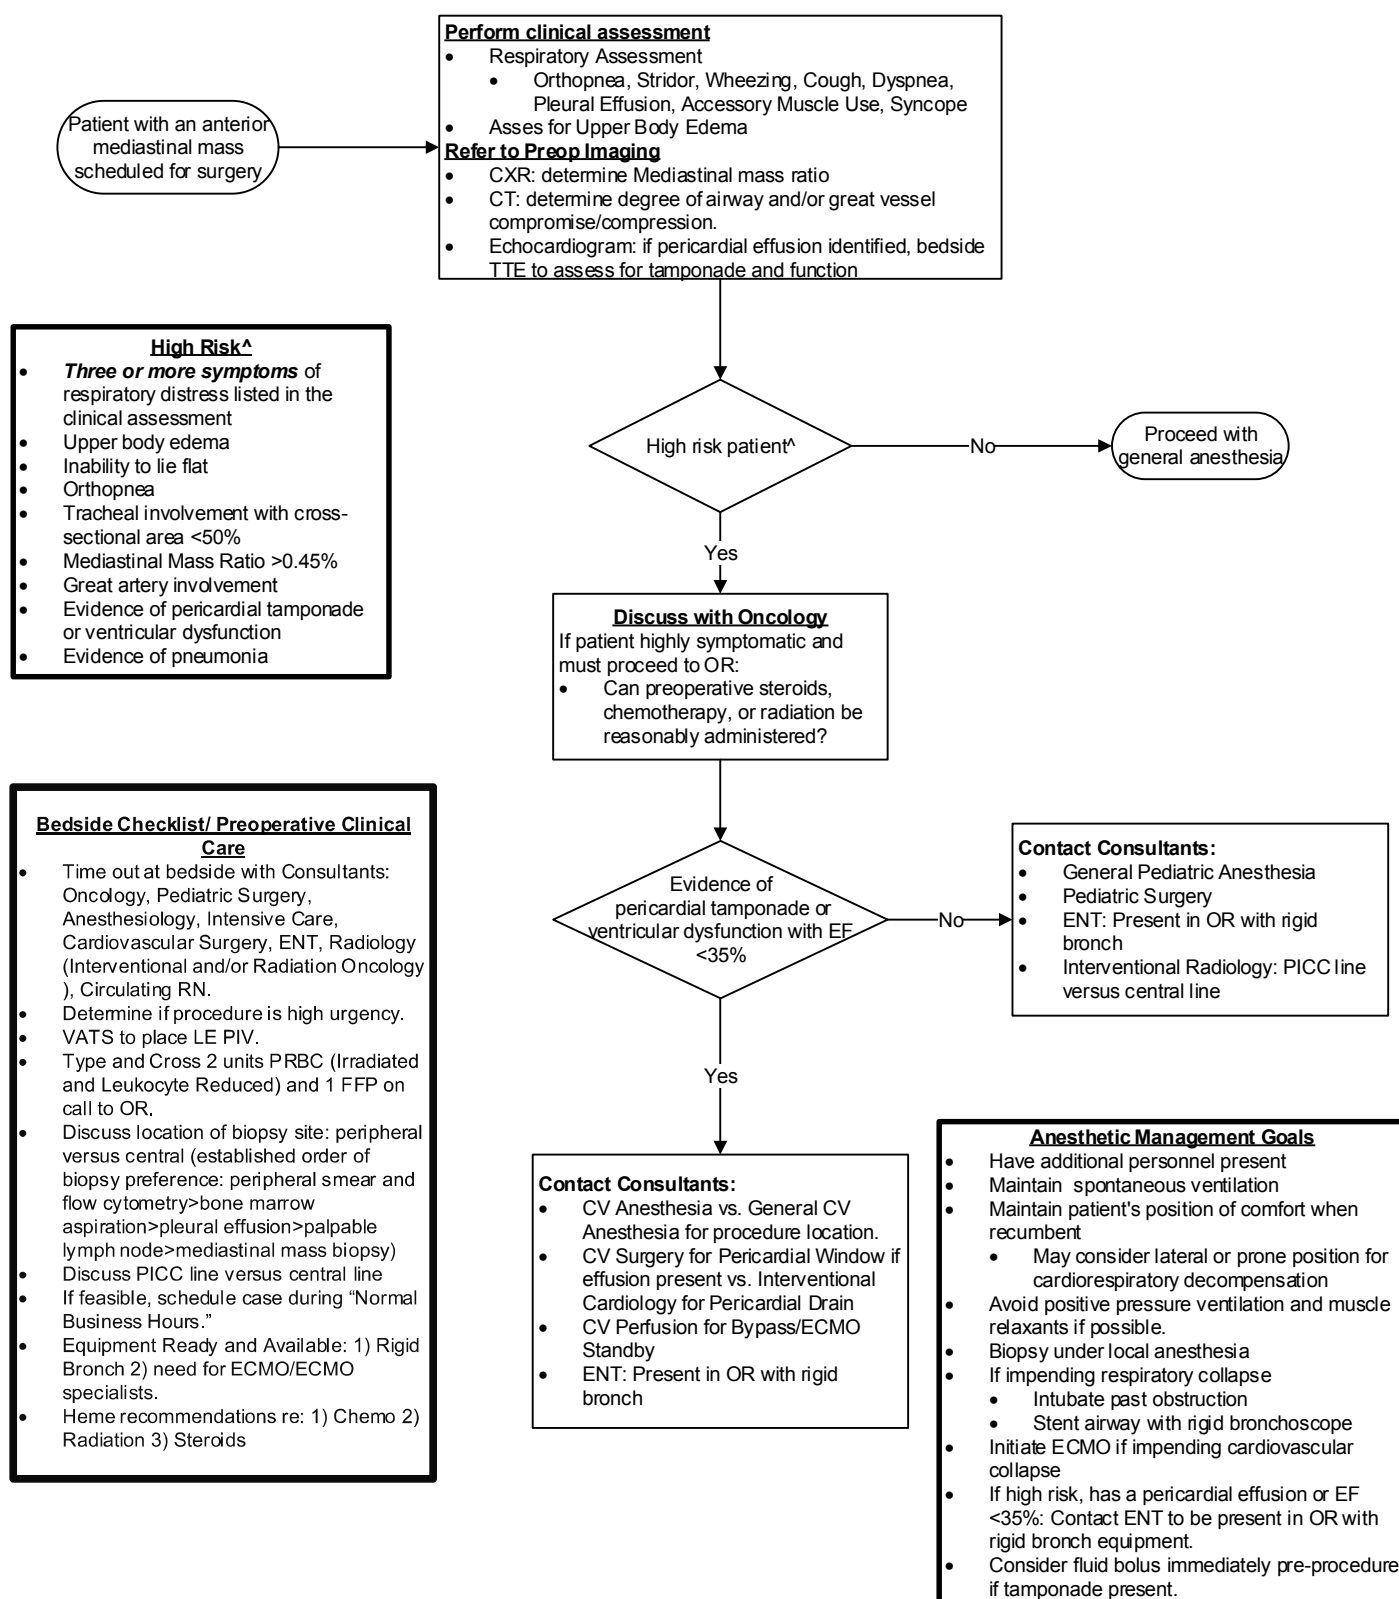 Perform clinical assessment
• Respiratory Assessment
• Orthopnea, Stridor, Wheezing, Cough, Dyspnea,
Pleural Effusion, Accessory Muscle Use, Syncope
• Asses for Upper Body Edema
Refer to Preop Imaging
• CXR: determine Mediastinal mass ratio
• CT: determine degree of airway and/or great vessel
compromise/compression.
• Echocardiogram: if pericardial effusion identified, bedside
TTE to assess for tamponade and function
Patient with an anterior
mediastinal mass
scheduled for surgery
High Risk^
• Three or more symptoms of
respiratory distress listed in the
clinical assessment
• Upper body edema
• Inability to lie flat
• Orthopnea
• Tracheal involvement with cross-
sectional area <50%
• Mediastinal Mass Ratio >0.45%
• Great artery involvement
• Evidence of pericardial tamponade
or ventricular dysfunction
• Evidence of pneumonia
High risk patient^
No
Proceed with
general anesthesia
Yes
Discuss with Oncology
If patient highly symptomatic and
must proceed to OR:
• Can preoperative steroids,
chemotherapy, or radiation be
reasonably administered?
Bedside Checklist/ Preoperative Clinical
Care
• Time out at bedside with Consultants:
Oncology, Pediatric Surgery,
Anesthesiology, Intensive Care,
Cardiovascular Surgery, ENT, Radiology
(Interventional and/or Radiation Oncology
), Circulating RN.
• Determine if procedure is high urgency.
• VATS to place LE PIV.
• Type and Cross 2 units PRBC (Irradiated
and Leukocyte Reduced) and 1 FFP on
call to OR.
• Discuss location of biopsy site: peripheral
versus central (established order of
biopsy preference: peripheral smear and
flow cytometry>bone marrow
aspiration>pleural effusion>palpable
lymph node>mediastinal mass biopsy)
• Discuss PICC line versus central line
• If feasible, schedule case during “Normal
Business Hours.”
• Equipment Ready and Available: 1) Rigid
Bronch 2) need for ECMO/ECMO
specialists.
• Heme recommendations re: 1) Chemo 2)
Radiation 3) Steroids
Evidence of
pericardial tamponade or
ventricular dysfunction with EF
<35%
No
Contact Consultants:
• General Pediatric Anesthesia
• Pediatric Surgery
• ENT: Present in OR with rigid
bronch
• Interventional Radiology: PICC line
versus central line
Yes
Contact Consultants:
• CV Anesthesia vs. General CV
Anesthesia for procedure location.
• CV Surgery for Pericardial Window if
effusion present vs. Interventional
Cardiology for Pericardial Drain
• CV Perfusion for Bypass/ECMO
Standby
• ENT: Present in OR with rigid
bronch
Anesthetic Management Goals
• Have additional personnel present
• Maintain spontaneous ventilation
• Maintain patient's position of comfort when
recumbent
• May consider lateral or prone position for
cardiorespiratory decompensation
• Avoid positive pressure ventilation and muscle
relaxants if possible.
• Biopsy under local anesthesia
• If impending respiratory collapse
• Intubate past obstruction
• Stent airway with rigid bronchoscope
• Initiate ECMO if impending cardiovascular
collapse
• If high risk, has a pericardial effusion or EF
<35%: Contact ENT to be present in OR with
rigid bronch equipment.
• Consider fluid bolus immediately pre-procedure
if tamponade present.